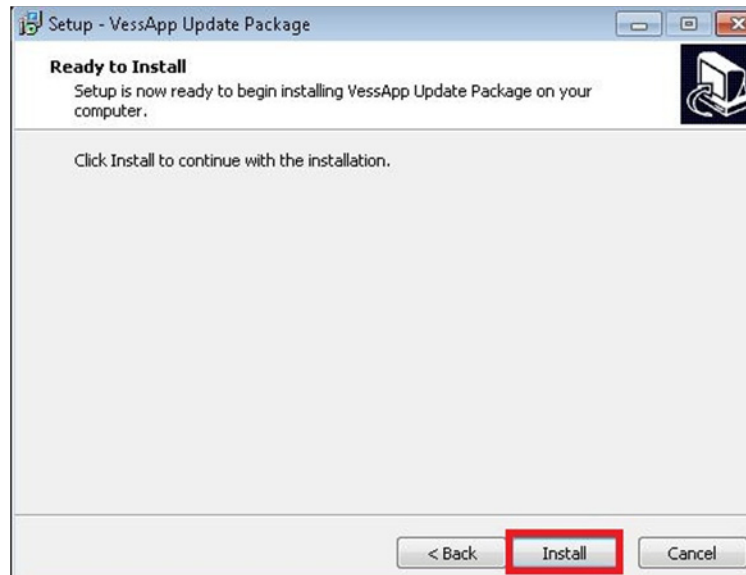 Setup - VessApp Update Package
Ready to Install
Setup is now ready to begin installing VessApp Update Package on your
computer.
Click Install to continue with the installation.
< Back
Install
Cancel